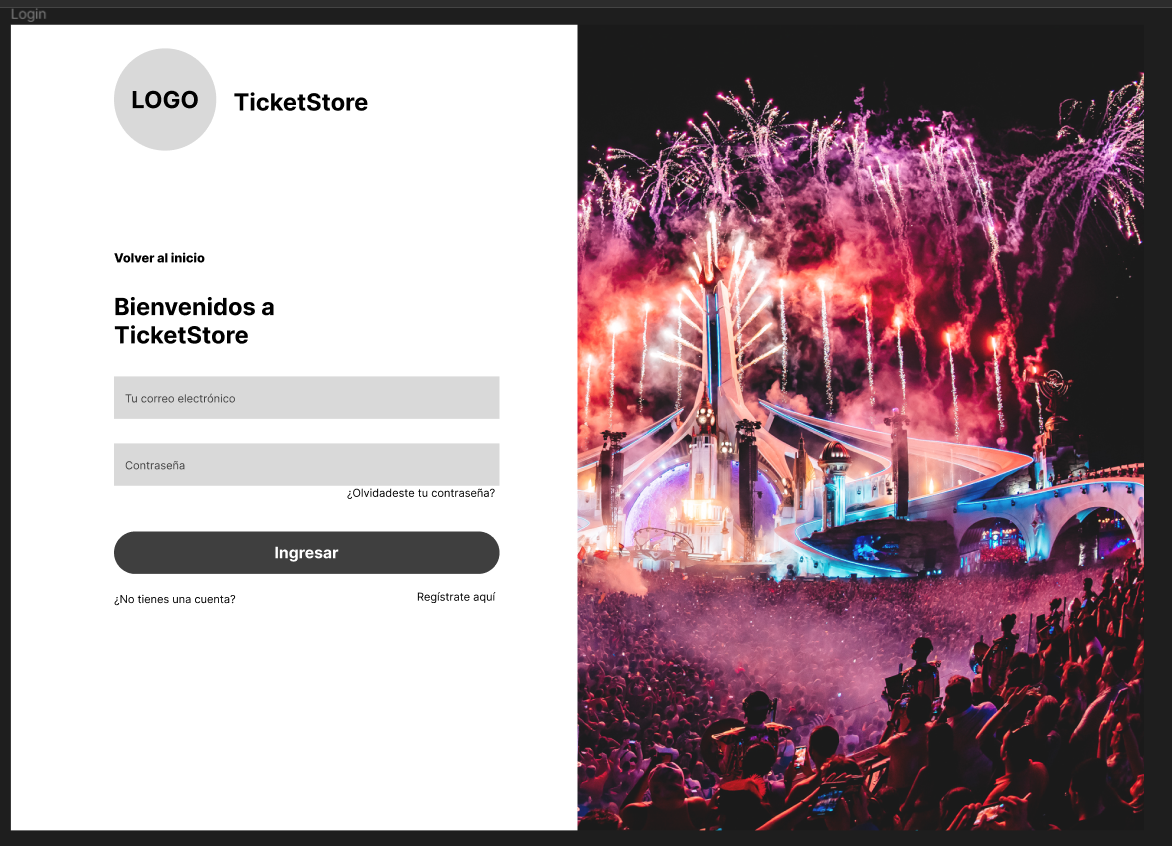 Login
LOGO
TicketStore
Volver al inicio
Bienvenidos a
TicketStore
Tu correo electrónico
Contraseña
¿Olvidadeste tu contraseña?
Ingresar
¿No tienes una cuenta?
Regístrate aquí